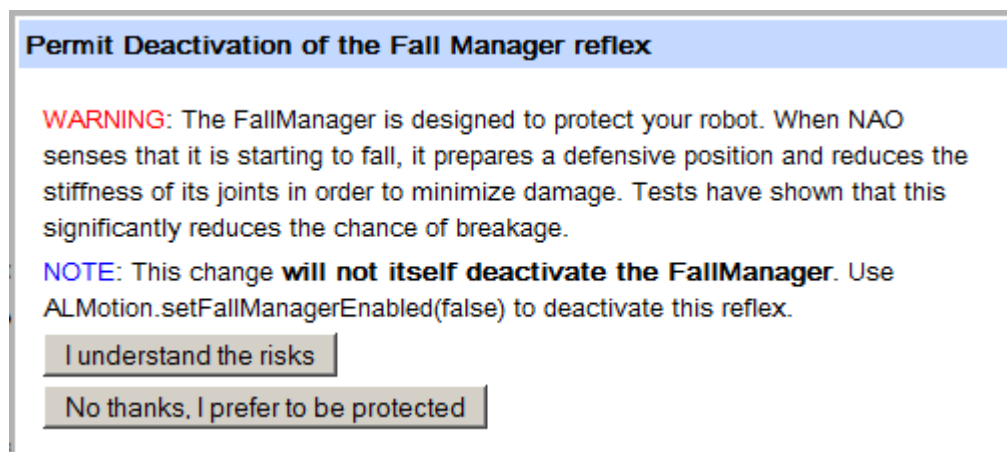 Permit Deactivation of the Fall Manager reflex
WARNING: The FallManager is designed to protect your robot. When NAO
senses that it is starting to fall, it prepares a defensive position and reduces the
stiffness of its joints in order to minimize damage. Tests have shown that this
significantly reduces the chance of breakage.
NOTE: This change will not itself deactivate the FallManager. Use
ALMotion.setFallManagerEnabled(false) to deactivate this reflex.
I understand the risks
No thanks, I prefer to be protected